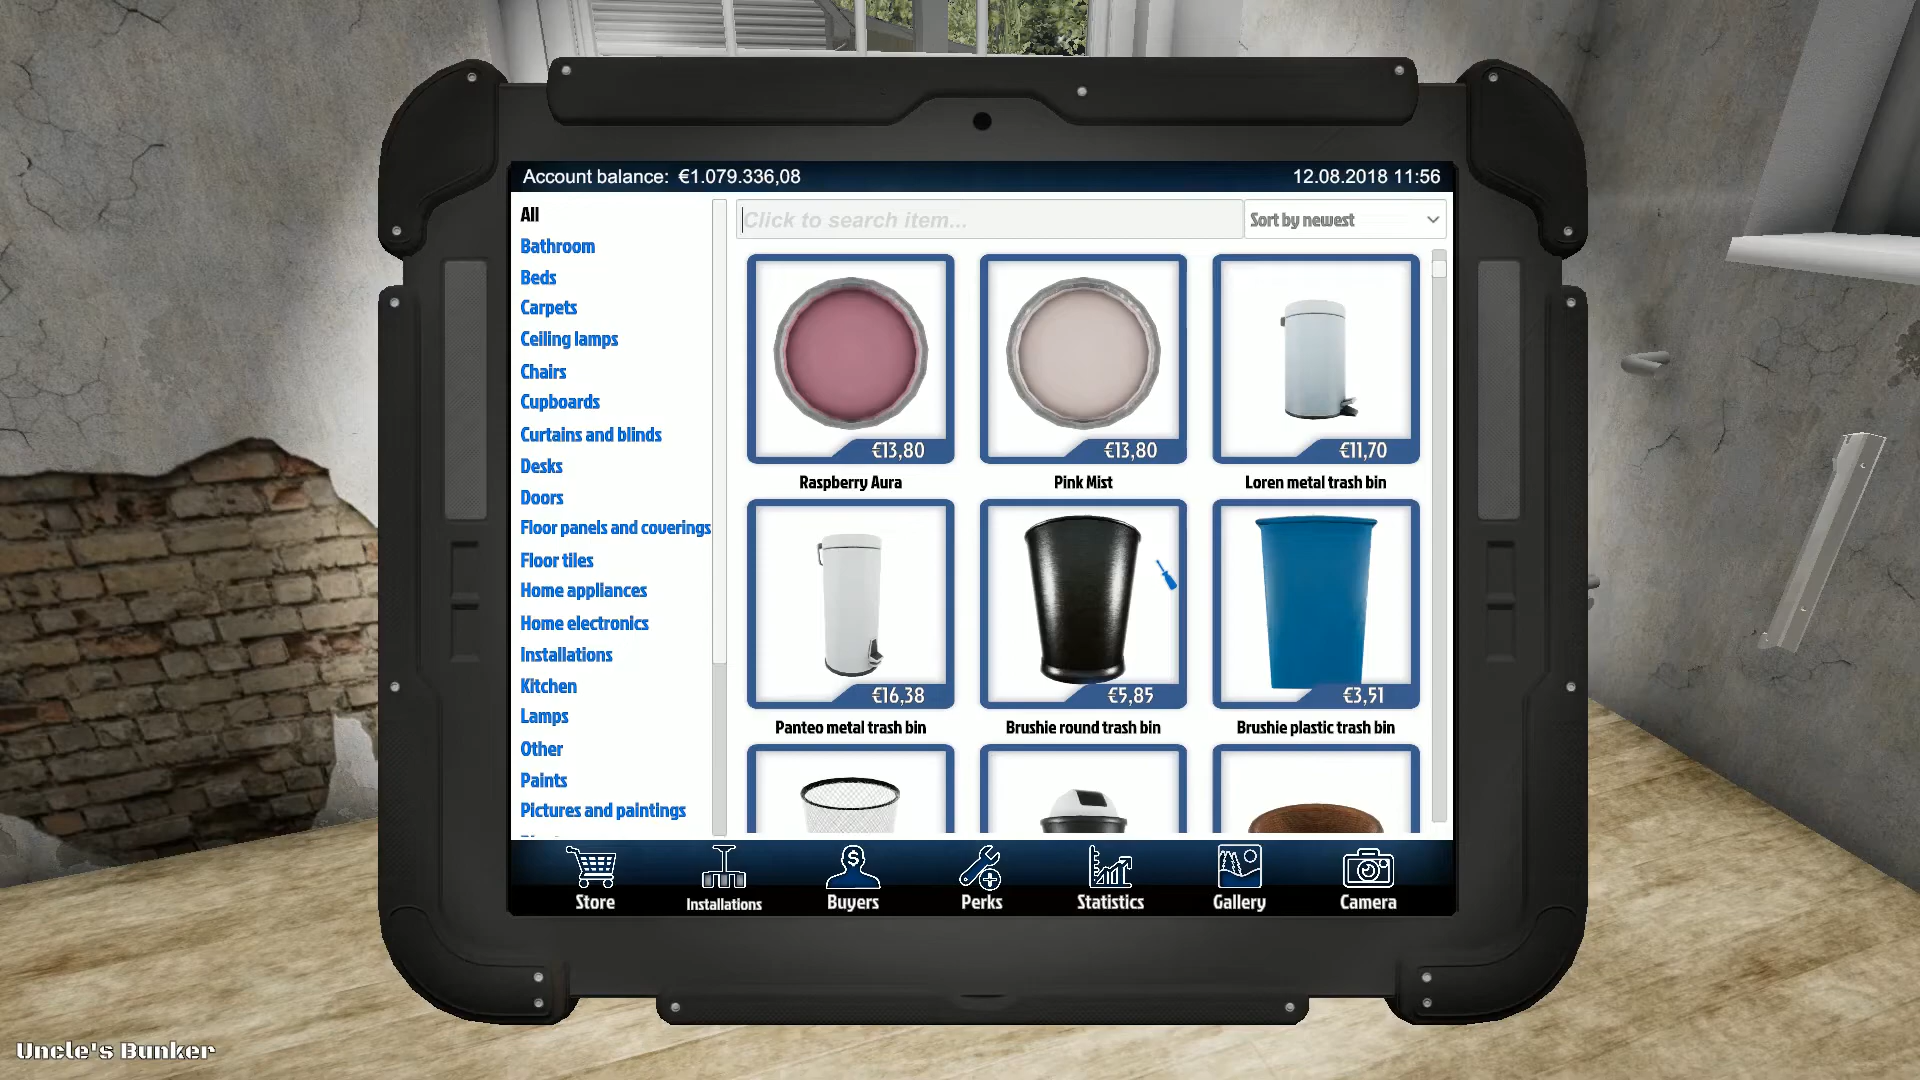 Account balance: €1.079.336,08
12.08.2018 11:56
All
Bathroom
Beds
Carpets
Ceiling lamps
Chairs
Cupboards
Curtains and blinds
Desks
Doors
Floor panels and coverings
Floor tiles
Home appliances
Home electronics
Installations
Kitchen
Lamps
Other
Paints
Pictures and paintings
Click to search item...
Sort by newest
€13,80
€13,80
€11,70
Raspberry Aura
Pink Mist
Loren metal trash bin
€16,38
€5,85
€3,51
Panteo metal trash bin
Brushie round trash bin
Brushie plastic trash bin
Store
Installations
Buyers
Perks
Statistics
Gallery
Camera
Uncle's Bunker